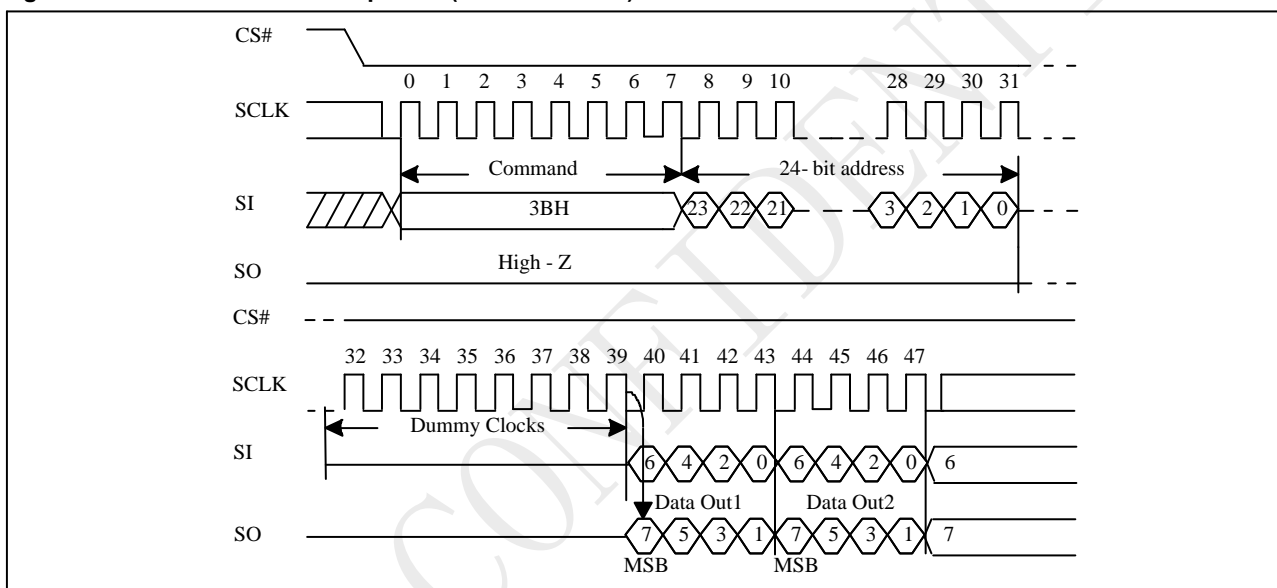 CS#
0 1 2 3 4 5 6 7 8 9 10 28 29 30 31
SCLK
Command 24- bit address
SI 3BH 23 22 21 3 2 1 0
High - Z
SO
CS#
32 33 34 35 36 37 38 39 40 41 42 43 44 45 46 47
SCLK
Dummy Clocks
SI 6 4 2 0 6 4 2 0 6
Data Out1 Data Out2
SO 7 5 3 1 7 5 3 1 7
MSB MSB